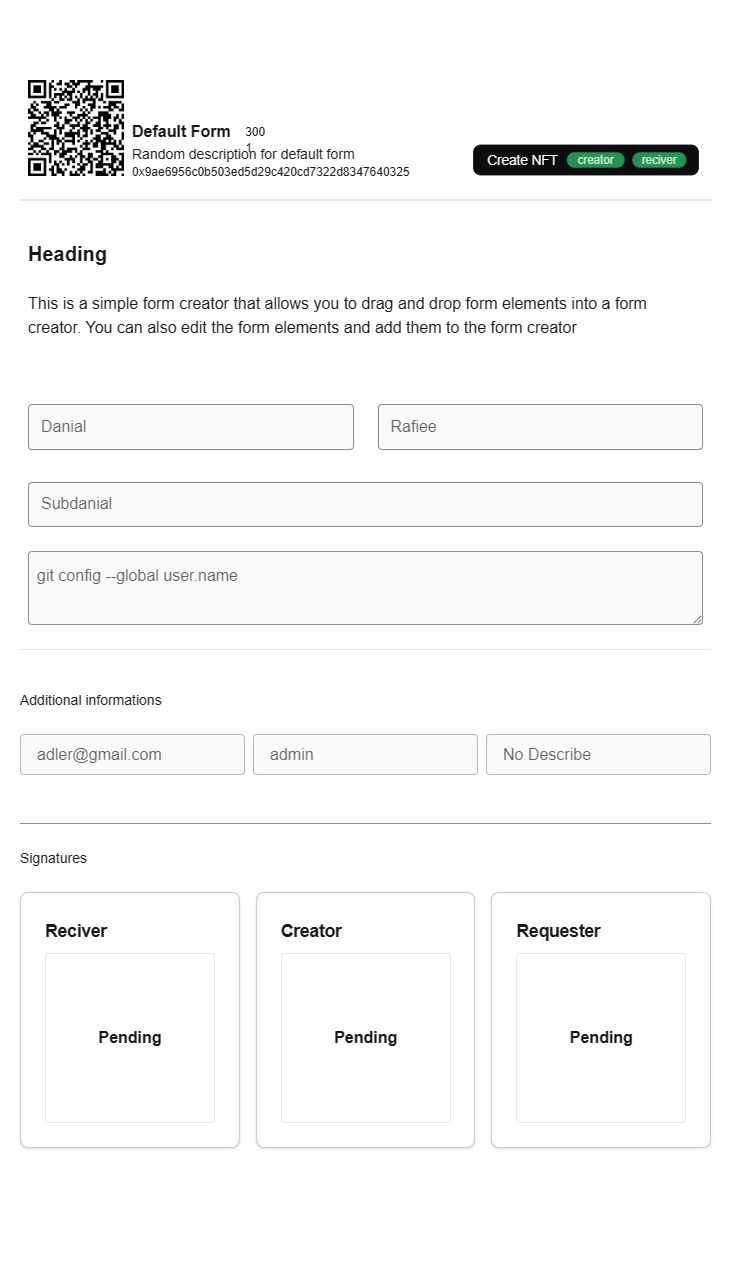 Default Form 300
1
Random description for default form
0x9ae6956c0b503ed5d29c420cd7322d8347640325
Create NFT creator reciver
Heading
This is a simple form creator that allows you to drag and drop form elements into a form
creator. You can also edit the form elements and add them to the form creator
Danial Rafiee
Subdanial
git config --global user.name
Additional informations
adler@gmail.com admin No Describe
Signatures
Reciver Creator Requester
Pending Pending Pending